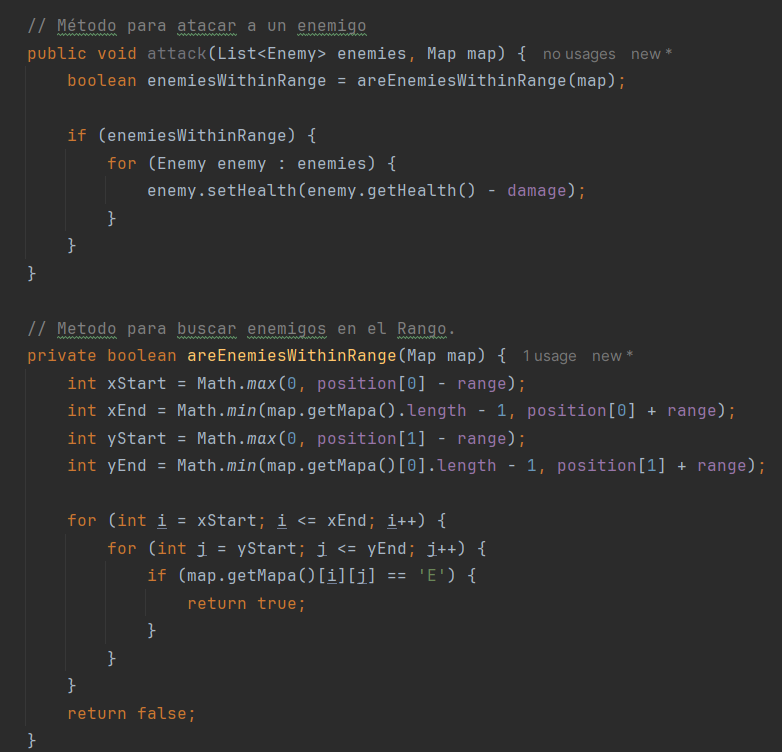 // Método para atacar a un enemigo
public void attack(List<Enemy> enemies, Map map) { no usages new *
    boolean enemiesWithinRange = areEnemiesWithinRange(map);

    if (enemiesWithinRange) {
        for (Enemy enemy : enemies) {
            enemy.setHealth(enemy.getHealth() - damage);
        }
    }
}

// Metodo para buscar enemigos en el Rango.
private boolean areEnemiesWithinRange(Map map) { 1 usage new *
    int xStart = Math.max(0, position[0] - range);
    int xEnd = Math.min(map.getMapa().length - 1, position[0] + range);
    int yStart = Math.max(0, position[1] - range);
    int yEnd = Math.min(map.getMapa()[0].length - 1, position[1] + range);

    for (int i = xStart; i <= xEnd; i++) {
        for (int j = yStart; j <= yEnd; j++) {
            if (map.getMapa()[i][j] == 'E') {
                return true;
            }
        }
    }
    return false;
}